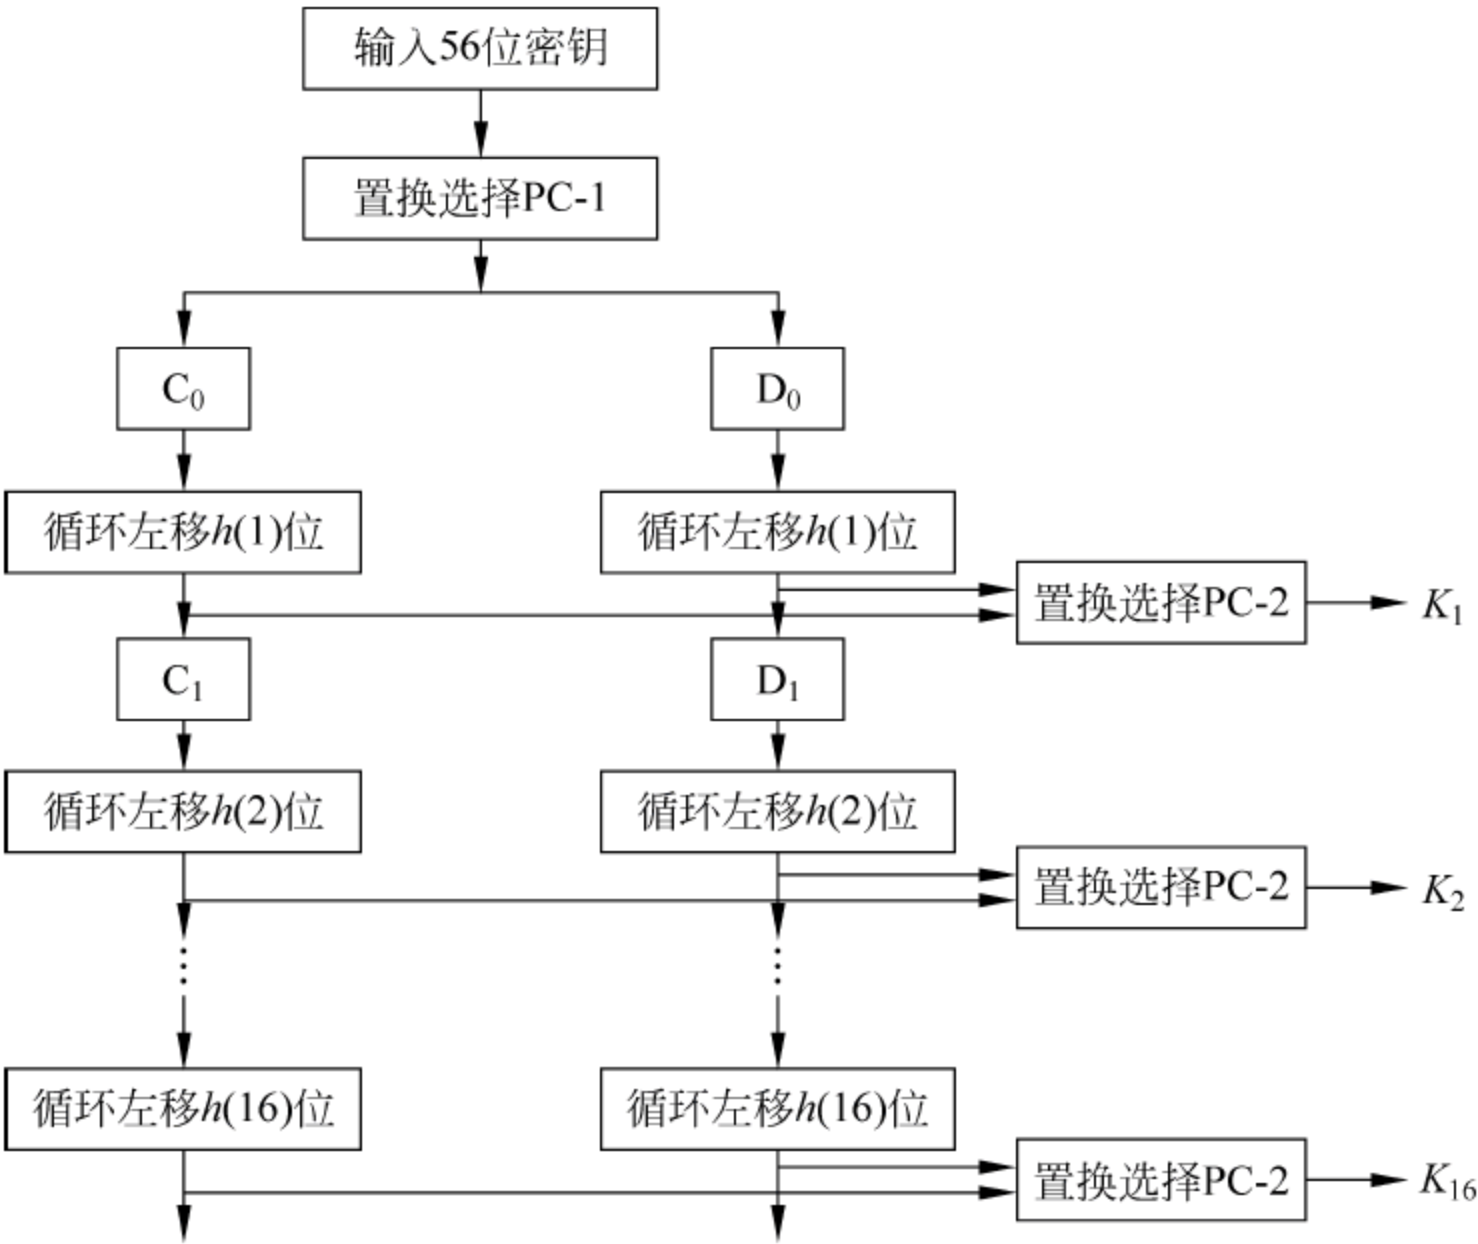 输入56位密钥
置换选择PC-1
C₀
D₀
循环左移h(1)位
循环左移h(1)位
置换选择PC-2
K₁
C₁
D₁
循环左移h(2)位
循环左移h(2)位
置换选择PC-2
K₂
循环左移h(16)位
循环左移h(16)位
置换选择PC-2
K₁₆